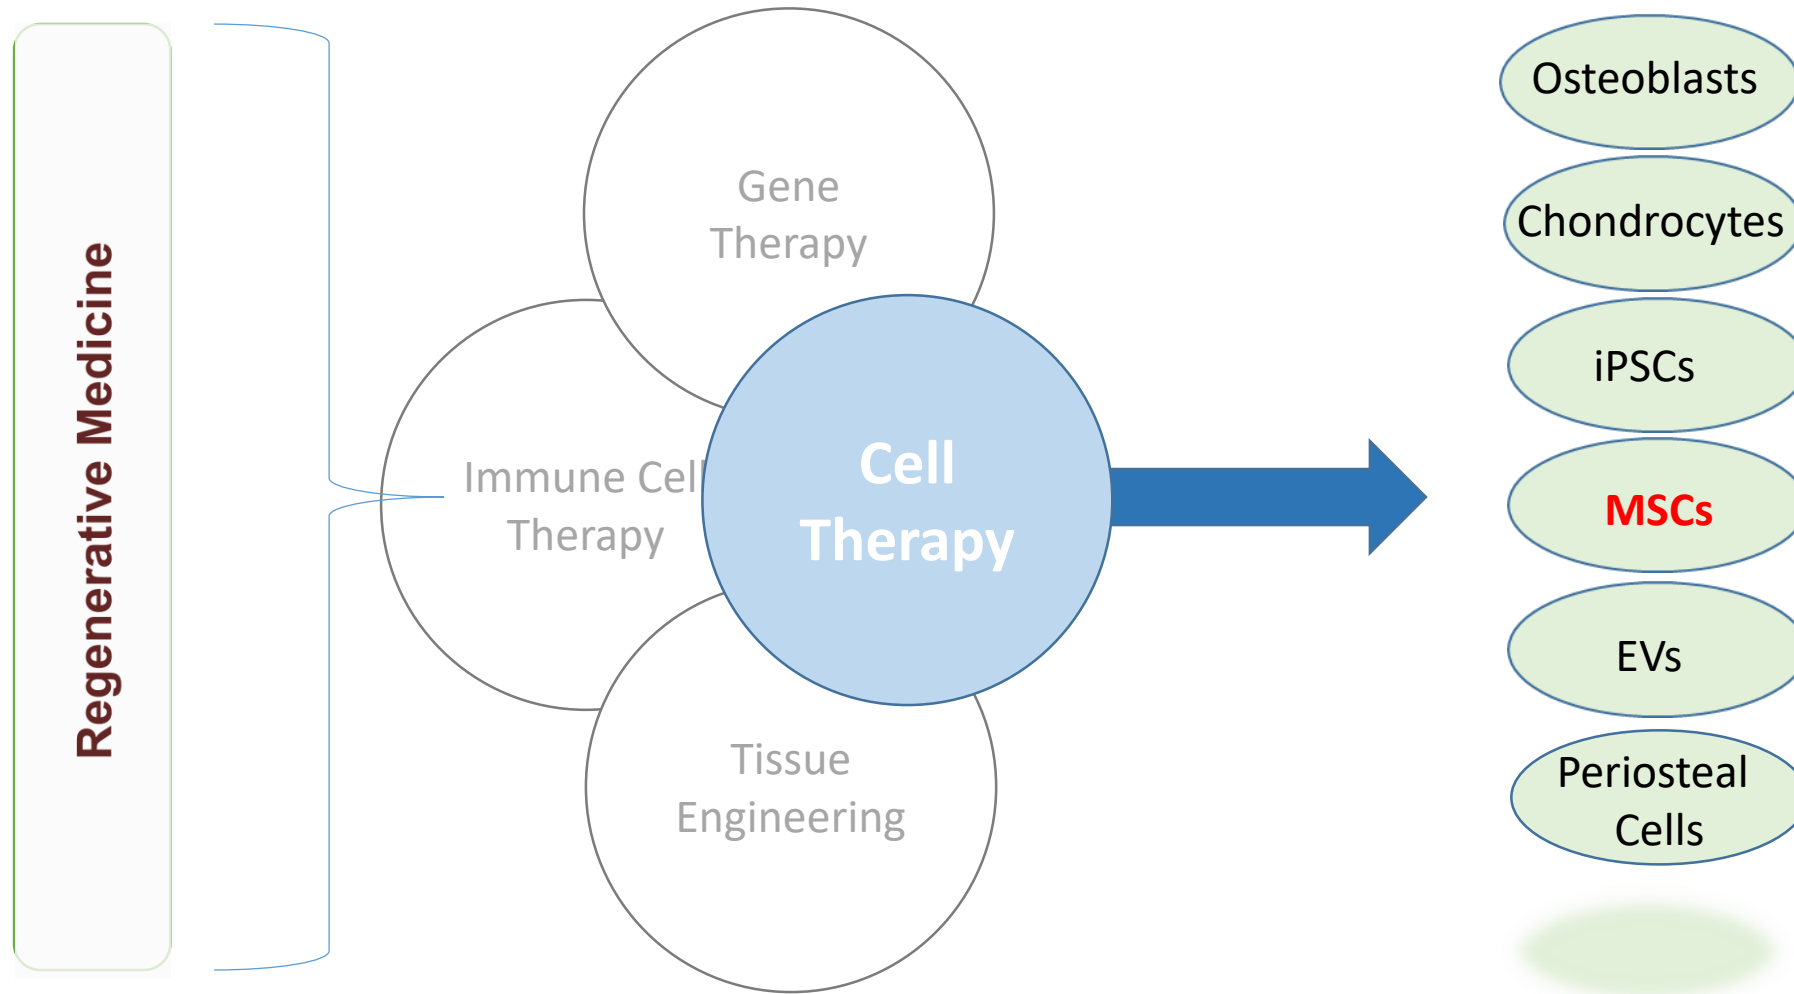 Regenerative Medicine
Gene
Therapy
Immune Cell
Therapy
Cell
Therapy
Tissue
Engineering
Osteoblasts
Chondrocytes
iPSCs
MSCs
EVs
Periosteal
Cells